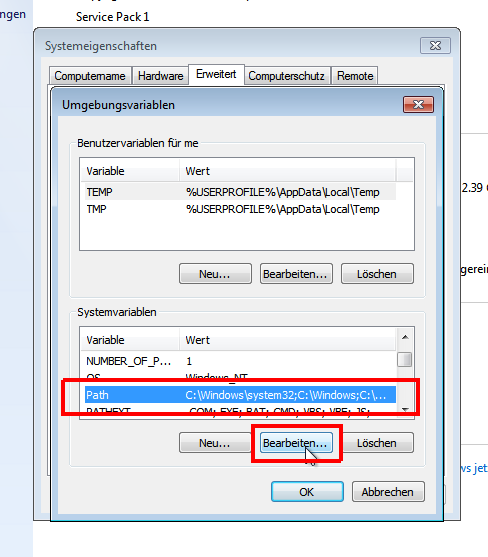 ngen
Service Pack 1
Systemeigenschaften
Computername Hardware Erweitert Computerschutz Remote
Umgebungsvariablen
Benutzervariablen für me
Variable Wert
TEMP %USERPROFILE%\AppData\Local\Temp
TMP %USERPROFILE%\AppData\Local\Temp
2.39
gerein
Neu... Bearbeiten... Löschen
Systemvariablen
Variable Wert
NUMBER_OF_P... 1
OS Windows_NT
Path C:\Windows\system32;C:\Windows;C:\...
PATHEXT .COM;.EXE;.BAT;.CMD;.VBS;.VBE;.JS;...
Neu... Bearbeiten... Löschen
ws jet
OK Abbrechen